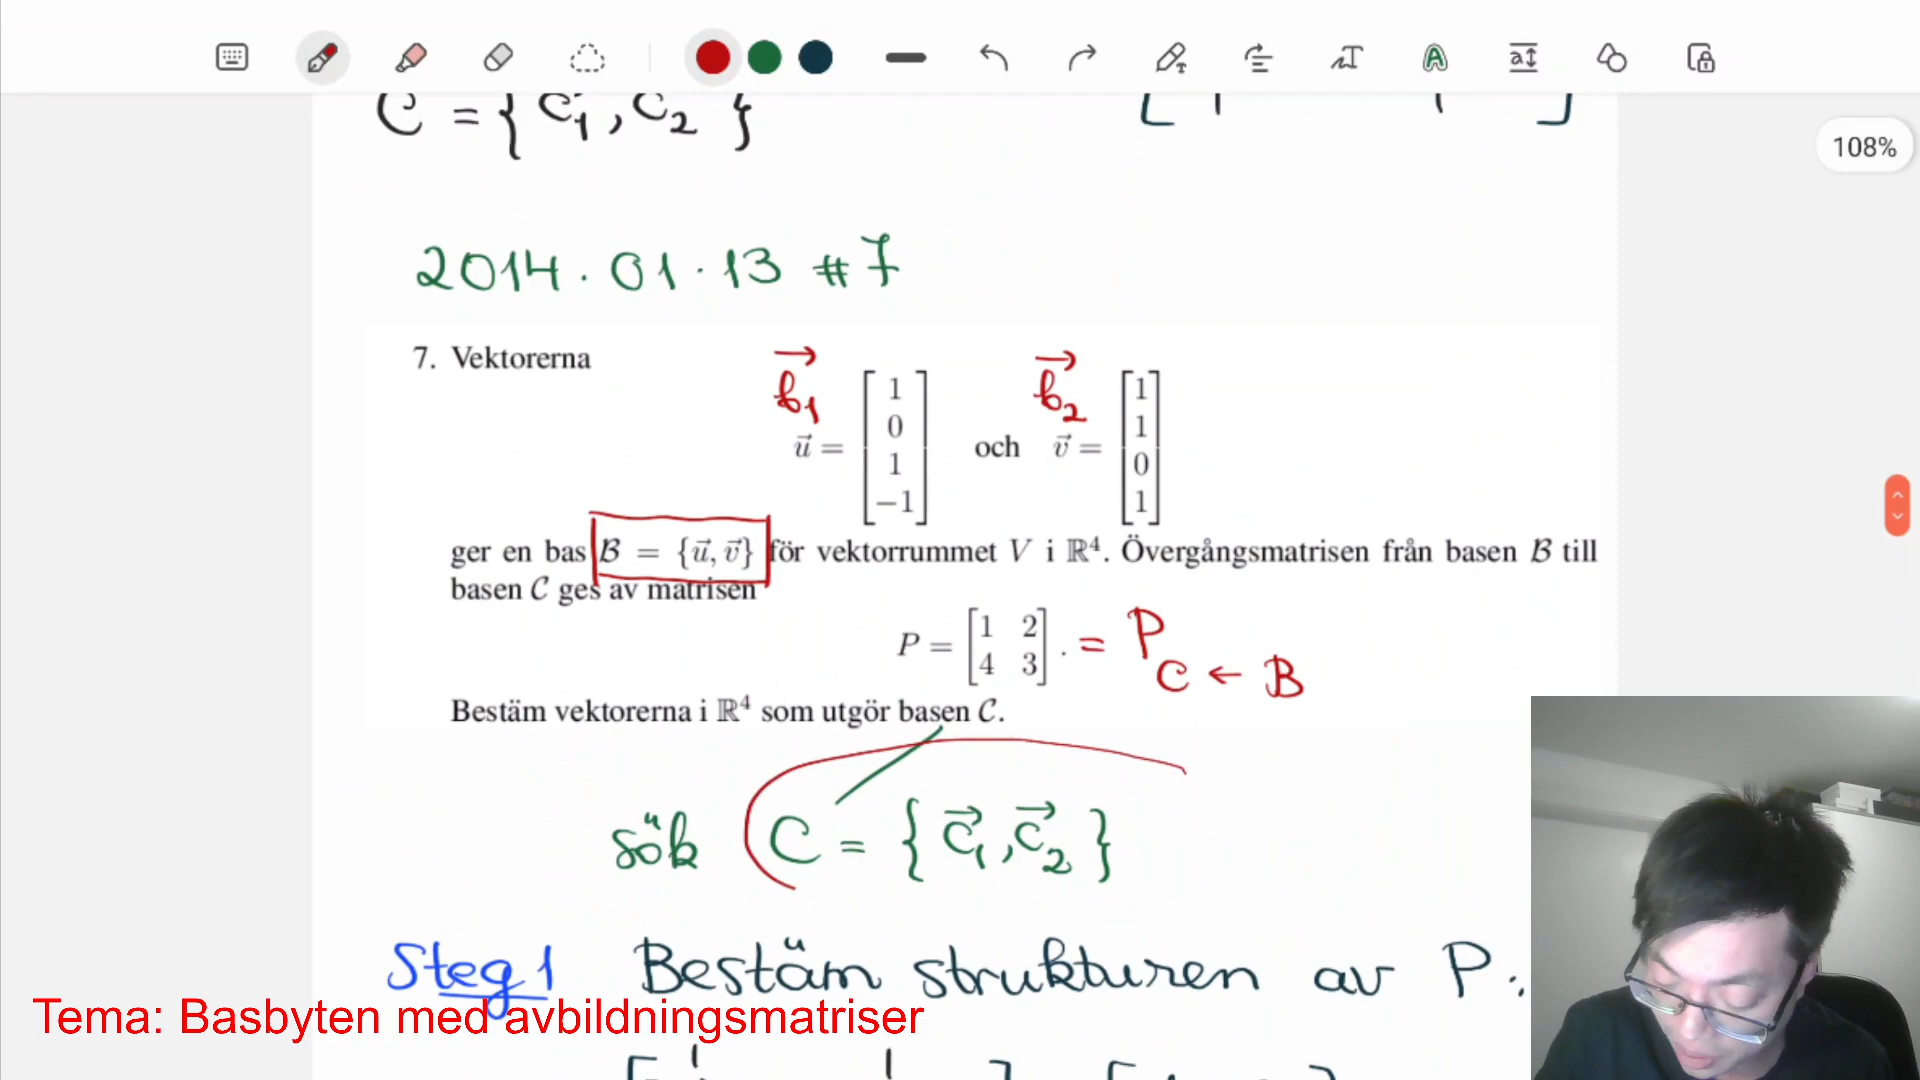 108%
C = { c₁ , c₂ }
2014.01.13 #7
7. Vektorerna
b₁ b₂
u⃗ = [1 0 1 −1] och v⃗ = [1 1 0 1]
ger en bas B = {u⃗, v⃗} för vektorrummet V i ℝ⁴. Övergångsmatrisen från basen B till
basen C ges av matrisen
P = [1 2
4 3]. = P C ← B
Bestäm vektorerna i ℝ⁴ som utgör basen C.
sök C = { c⃗₁ , c⃗₂ }
Steg 1 Bestäm strukturen av P :
Tema: Basbyten med avbildningsmatriser